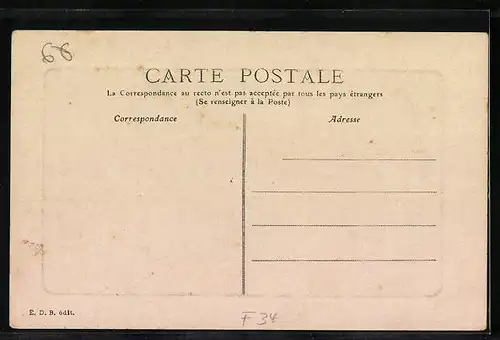 66
CARTE POSTALE
La Correspondance au recto n'est pas acceptée par tous les pays étrangers
(Se renseigner à la Poste)
Correspondance
Adresse
E. D. B. édit.
F 34